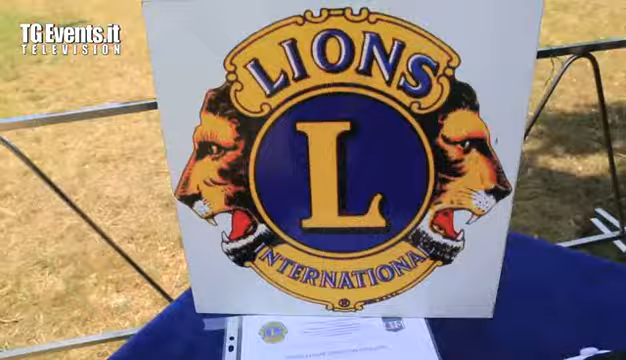 TG Events.it
TELEVISION
LIONS
L
INTERNATIONAL
®